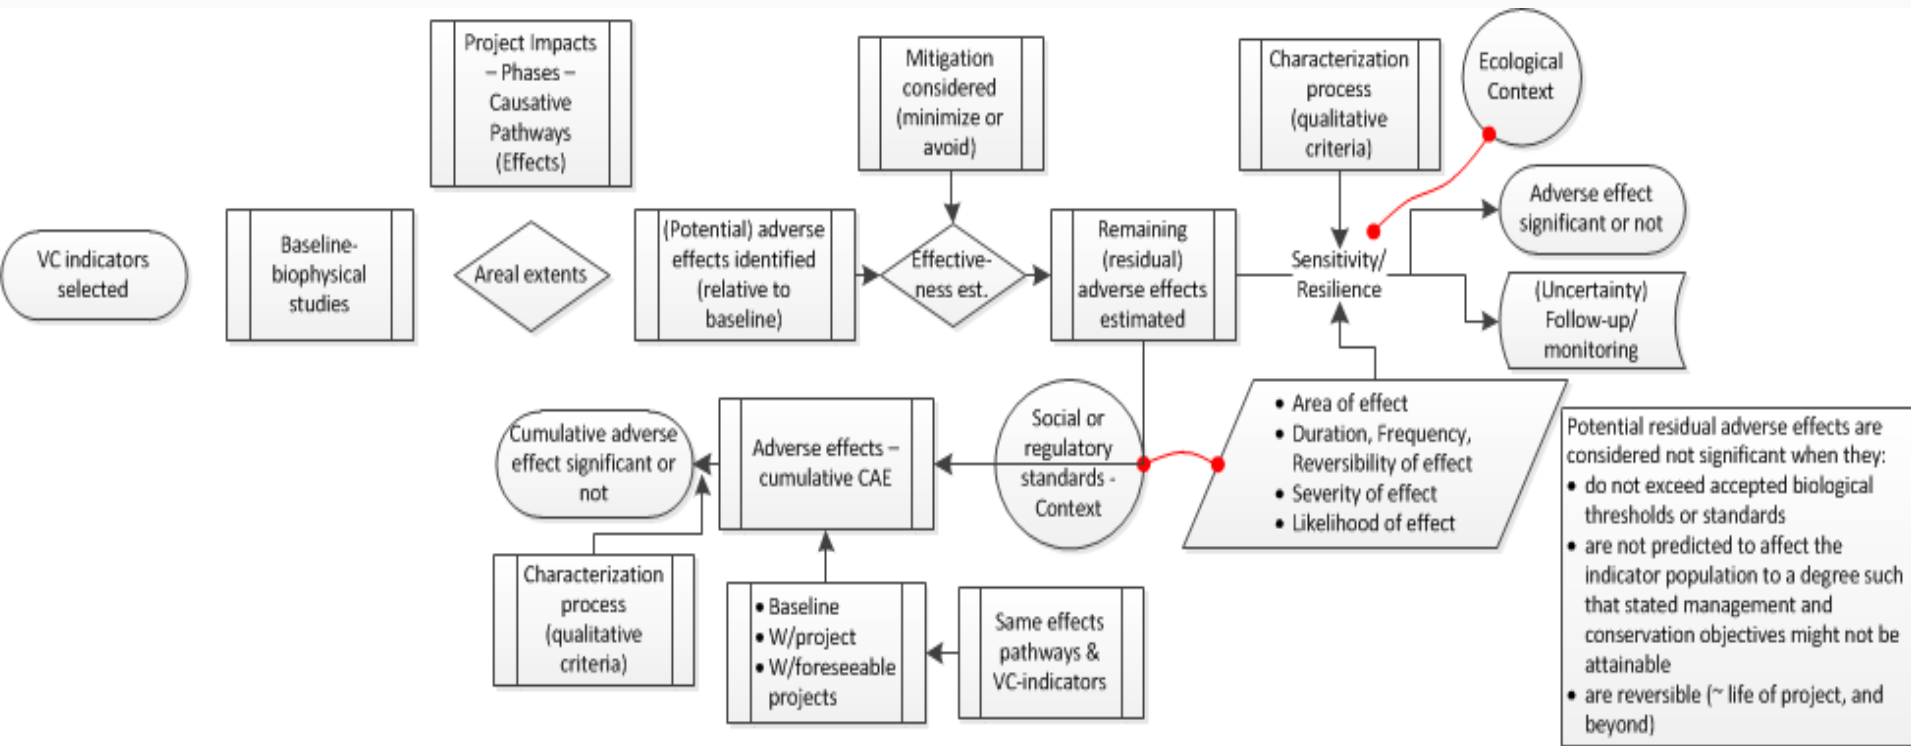 Project Impacts
– Phases –
Causative
Pathways
(Effects)
Mitigation
considered
(minimize or
avoid)
Characterization
process
(qualitative
criteria)
Ecological
Context
VC indicators
selected
Baseline-
biophysical
studies
Areal extents
(Potential) adverse
effects identified
(relative to
baseline)
Effective-
ness est.
Remaining
(residual)
adverse effects
estimated
Sensitivity/
Resilience
Adverse effect
significant or not
(Uncertainty)
Follow-up/
monitoring
Cumulative adverse
effect significant or
not
Adverse effects –
cumulative CAE
Social or
regulatory
standards -
Context
• Area of effect
• Duration, Frequency,
Reversibility of effect
• Severity of effect
• Likelihood of effect
Characterization
process
(qualitative
criteria)
• Baseline
• W/project
• W/foreseeable
projects
Same effects
pathways &
VC-indicators
Potential residual adverse effects are
considered not significant when they:
• do not exceed accepted biological
thresholds or standards
• are not predicted to affect the
indicator population to a degree such
that stated management and
conservation objectives might not be
attainable
• are reversible (~ life of project, and
beyond)